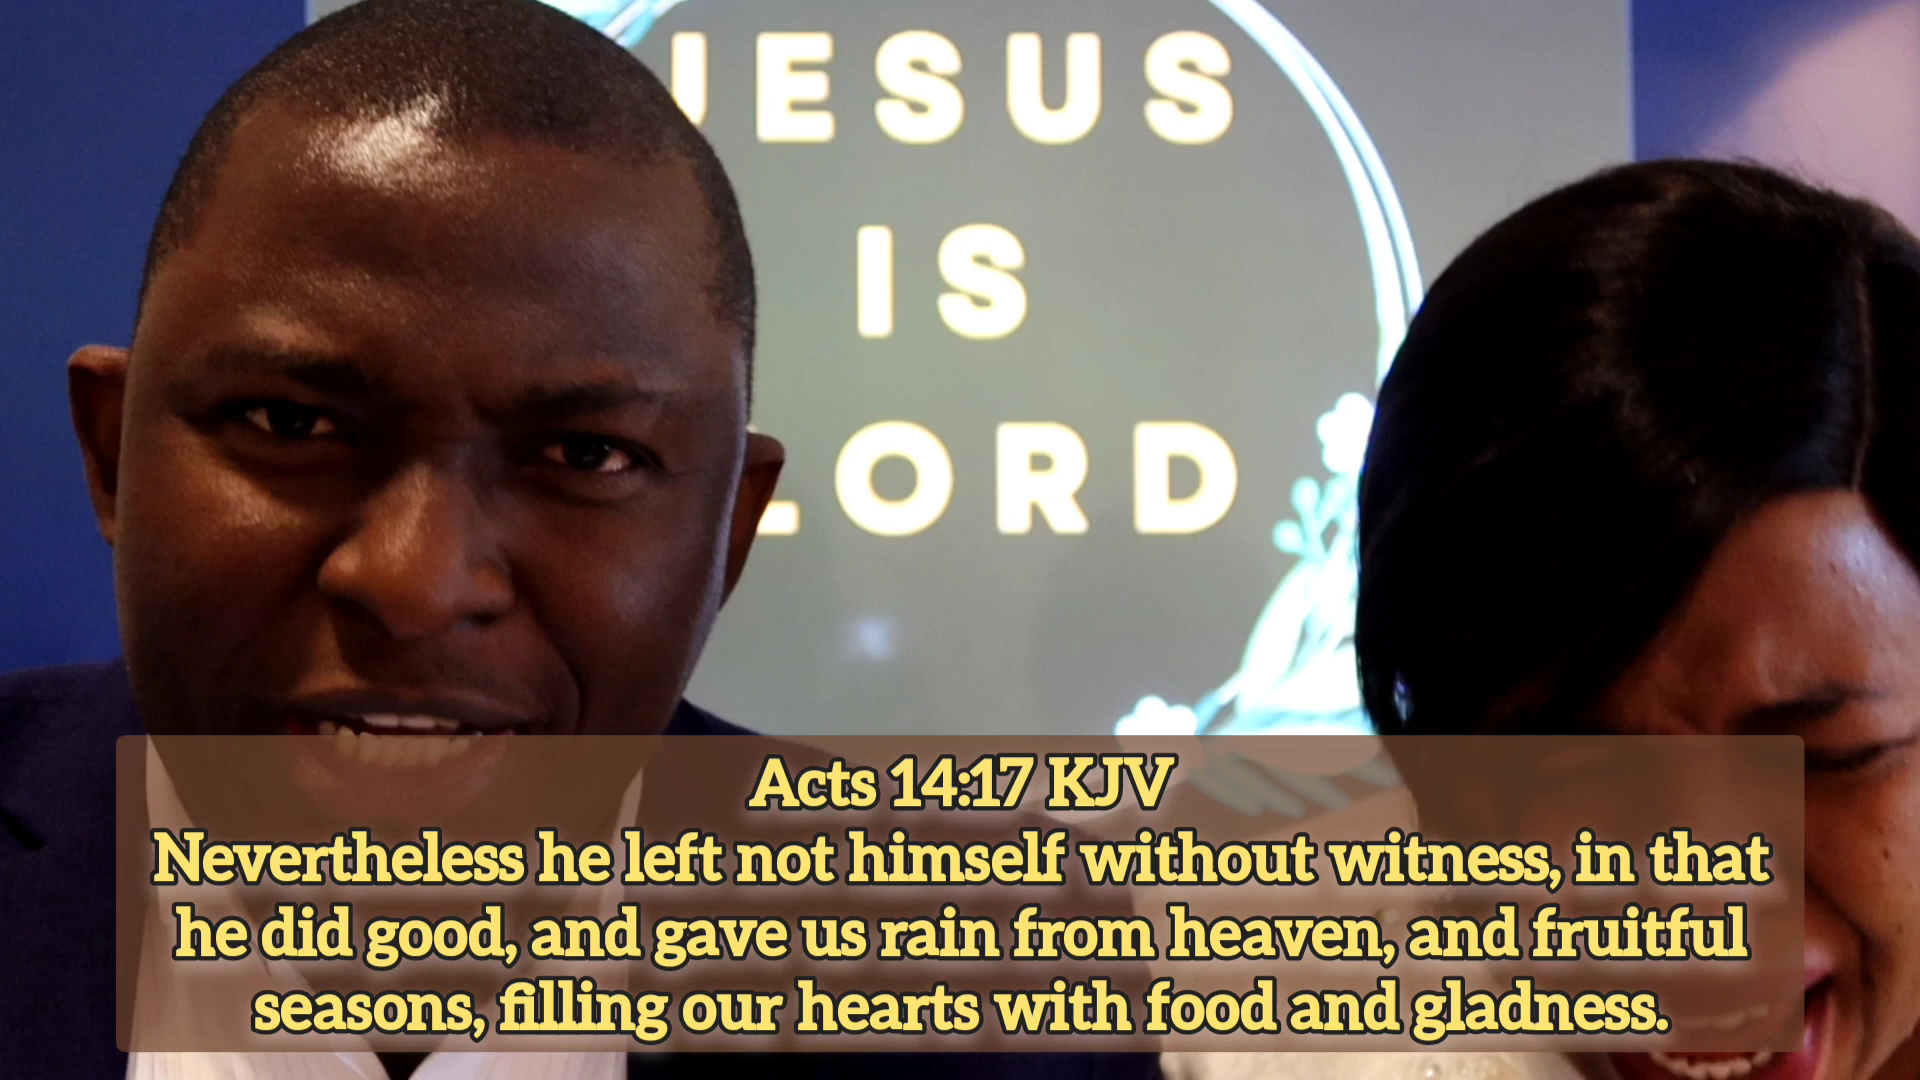 JESUS
IS
LORD
Acts 14:17 KJV
Nevertheless he left not himself without witness, in that
he did good, and gave us rain from heaven, and fruitful
seasons, filling our hearts with food and gladness.